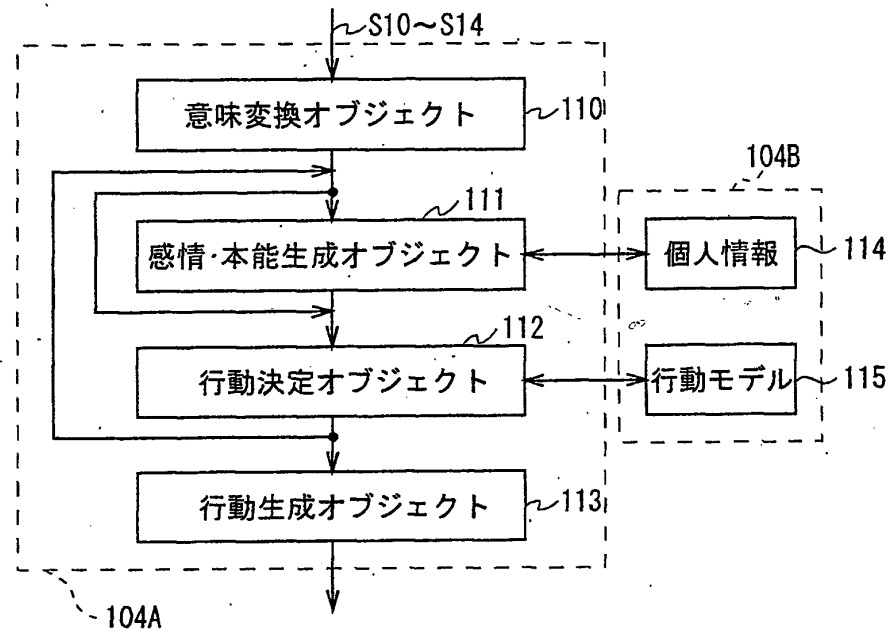 S10～S14
意味変換オブジェクト
110
104B
111
感情・本能生成オブジェクト
個人情報
114
112
行動決定オブジェクト
行動モデル
115
行動生成オブジェクト
113
104A